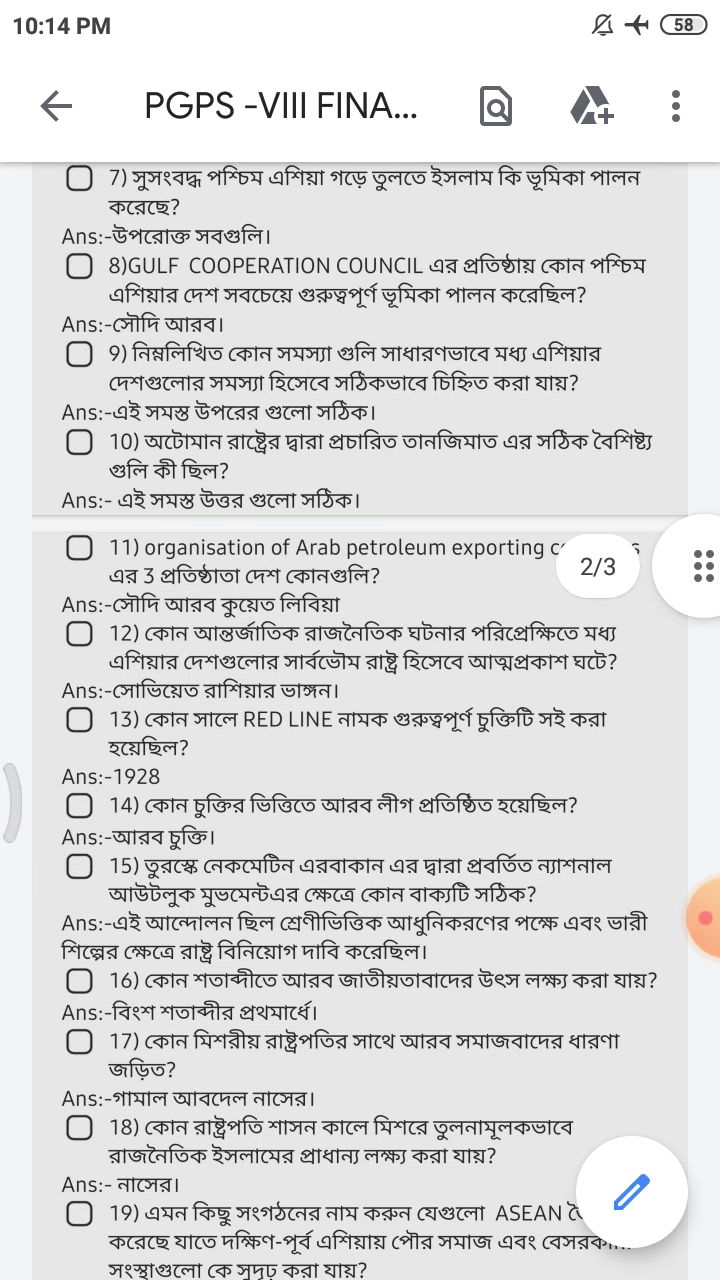 10:14 PM
58
PGPS -VIII FINA...
7) সুসংবদ্ধ পশ্চিম এশিয়া গড়ে তুলতে ইসলাম কি ভূমিকা পালন
করেছে?
Ans:-উপরোক্ত সবগুলি।
8)GULF COOPERATION COUNCIL এর প্রতিষ্ঠায় কোন পশ্চিম
এশিয়ার দেশ সবচেয়ে গুরুত্বপূর্ণ ভূমিকা পালন করেছিল?
Ans:-সৌদি আরব।
9) নিম্নলিখিত কোন সমস্যা গুলি সাধারণভাবে মধ্য এশিয়ার
দেশগুলোর সমস্যা হিসেবে সঠিকভাবে চিহ্নিত করা যায়?
Ans:-এই সমস্ত উপরের গুলো সঠিক।
10) অটোমান রাষ্ট্রের দ্বারা প্রচারিত তানজিমাত এর সঠিক বৈশিষ্ট্য
গুলি কী ছিল?
Ans:- এই সমস্ত উত্তর গুলো সঠিক।
11) organisation of Arab petroleum exporting
এর 3 প্রতিষ্ঠাতা দেশ কোনগুলি?
2/3
Ans:-সৌদি আরব কুয়েত লিবিয়া
12) কোন আন্তর্জাতিক রাজনৈতিক ঘটনার পরিপ্রেক্ষিতে মধ্য
এশিয়ার দেশগুলোর সার্বভৌম রাষ্ট্র হিসেবে আত্মপ্রকাশ ঘটে?
Ans:-সোভিয়েত রাশিয়ার ভাঙ্গন।
13) কোন সালে RED LINE নামক গুরুত্বপূর্ণ চুক্তিটি সই করা
হয়েছিল?
Ans:-1928
14) কোন চুক্তির ভিত্তিতে আরব লীগ প্রতিষ্ঠিত হয়েছিল?
Ans:-আরব চুক্তি।
15) তুরস্কে নেকমেটিন এরবাকান এর দ্বারা প্রবর্তিত ন্যাশনাল
আউটলুক মুভমেন্টএর ক্ষেত্রে কোন বাক্যটি সঠিক?
Ans:-এই আন্দোলন ছিল শ্রেণীভিত্তিক আধুনিকরণের পক্ষে এবং ভারী
শিল্পের ক্ষেত্রে রাষ্ট্র বিনিয়োগ দাবি করেছিল।
16) কোন শতাব্দীতে আরব জাতীয়তাবাদের উৎস লক্ষ্য করা যায়?
Ans:-বিংশ শতাব্দীর প্রথমার্ধে।
17) কোন মিশরীয় রাষ্ট্রপতির সাথে আরব সমাজবাদের ধারণা
জড়িত?
Ans:-গামাল আবদেল নাসের।
18) কোন রাষ্ট্রপতি শাসন কালে মিশরে তুলনামূলকভাবে
রাজনৈতিক ইসলামের প্রাধান্য লক্ষ্য করা যায়?
Ans:- নাসের।
19) এমন কিছু সংগঠনের নাম করুন যেগুলো ASEAN
করেছে যাতে দক্ষিণ-পূর্ব এশিয়ায় পৌর সমাজ এবং
সংস্থাগুলো কে সুদৃঢ় করা যায়?